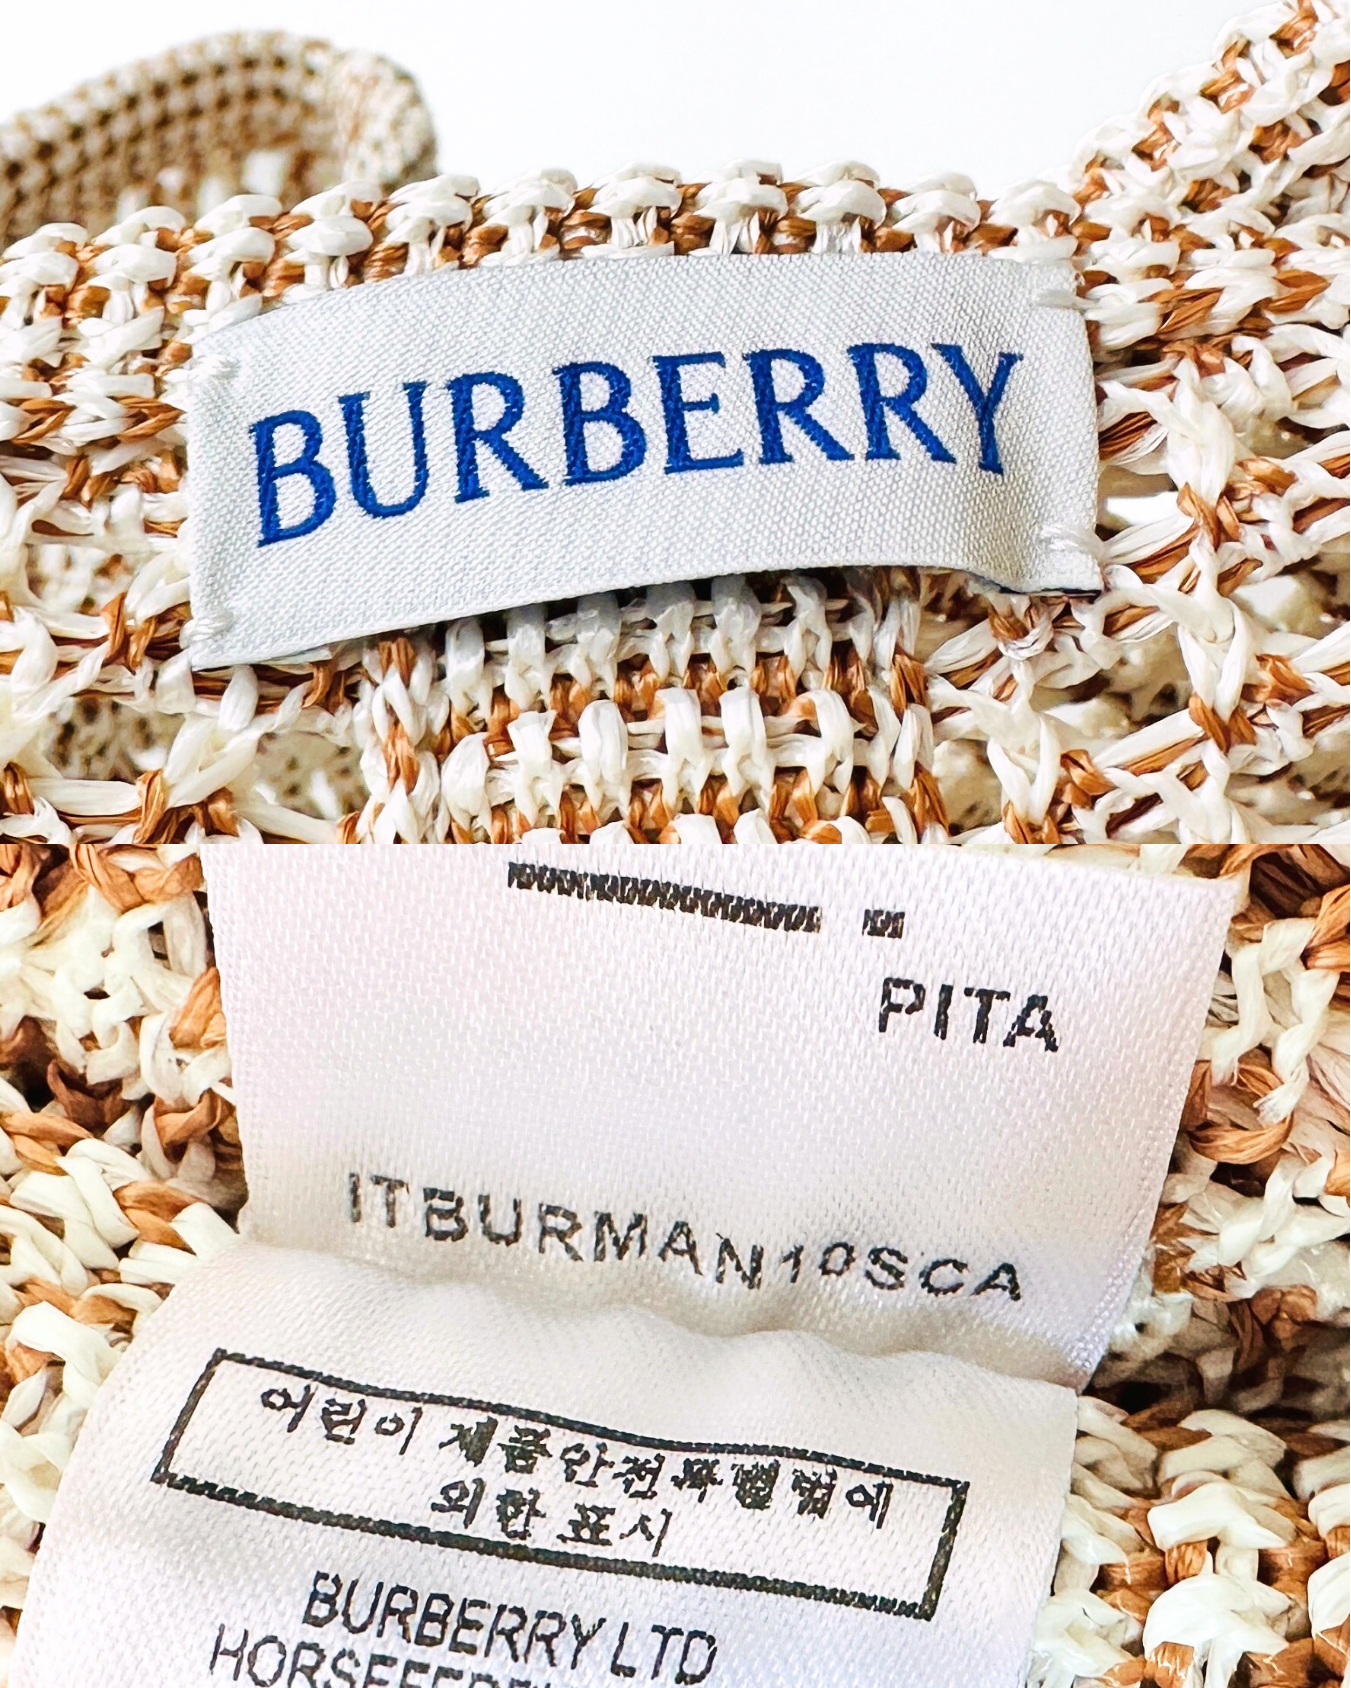 BURBERRY
PITA
ITBURMAN10SCA
어린이 제품안전특별법에
의한 표시
BURBERRY LTD